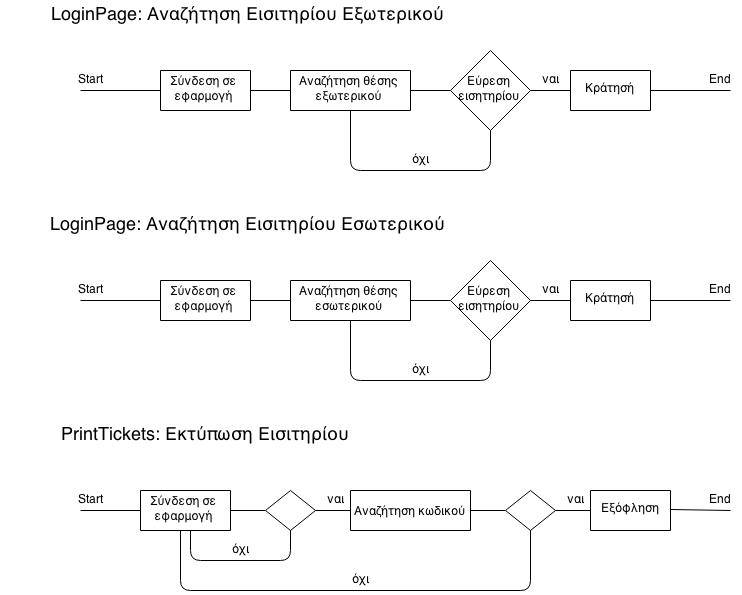 LoginPage: Αναζήτηση Εισιτηρίου Εξωτερικού
Start
Σύνδεση σε
εφαρμογή
Αναζήτηση θέσης
εξωτερικού
Εύρεση
εισητηρίου
ναι
Κράτησή
End
όχι
LoginPage: Αναζήτηση Εισιτηρίου Εσωτερικού
Start
Σύνδεση σε
εφαρμογή
Αναζήτηση θέσης
εσωτερικού
Εύρεση
εισητηρίου
ναι
Κράτησή
End
όχι
PrintTickets: Εκτύπωση Εισιτηρίου
Start
Σύνδεση σε
εφαρμογή
ναι
Αναζήτηση κωδικού
ναι
Εξόφληση
End
όχι
όχι